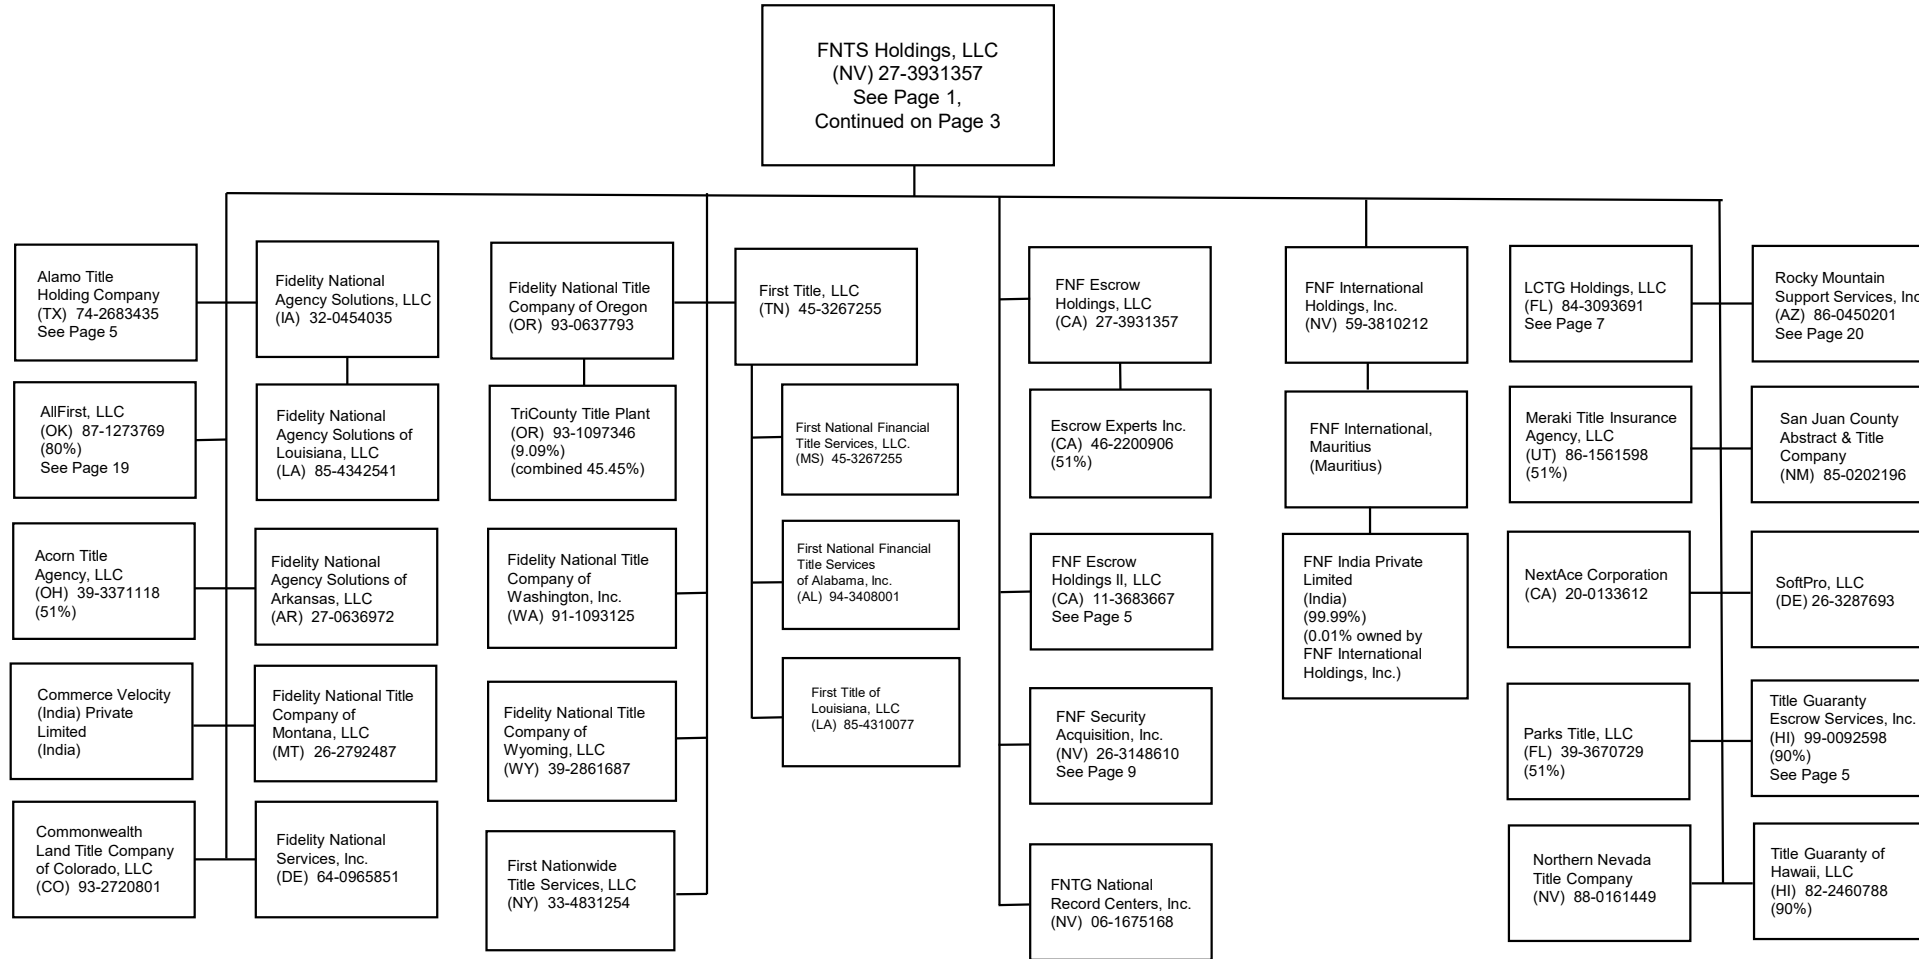 FNTS Holdings, LLC
(NV) 27-3931357
See Page 1,
Continued on Page 3
Alamo Title
Holding Company
(TX) 74-2683435
See Page 5
AllFirst, LLC
(OK) 87-1273769
(80%)
See Page 19
Acorn Title
Agency, LLC
(OH) 39-3371118
(51%)
Commerce Velocity
(India) Private
Limited
(India)
Commonwealth
Land Title Company
of Colorado, LLC
(CO) 93-2720801
Fidelity National
Agency Solutions, LLC
(IA) 32-0454035
Fidelity National
Agency Solutions of
Louisiana, LLC
(LA) 85-4342541
Fidelity National
Agency Solutions of
Arkansas, LLC
(AR) 27-0636972
Fidelity National Title
Company of
Montana, LLC
(MT) 26-2792487
Fidelity National
Services, Inc.
(DE) 64-0965851
Fidelity National Title
Company of Oregon
(OR) 93-0637793
TriCounty Title Plant
(OR) 93-1097346
(9.09%)
(combined 45.45%)
Fidelity National Title
Company of
Washington, Inc.
(WA) 91-1093125
Fidelity National Title
Company of
Wyoming, LLC
(WY) 39-2861687
First Nationwide
Title Services, LLC
(NY) 33-4831254
First Title, LLC
(TN) 45-3267255
First National Financial
Title Services, LLC.
(MS) 45-3267255
First National Financial
Title Services
of Alabama, Inc.
(AL) 94-3408001
First Title of
Louisiana, LLC
(LA) 85-4310077
FNF Escrow
Holdings, LLC
(CA) 27-3931357
Escrow Experts Inc.
(CA) 46-2200906
(51%)
FNF Escrow
Holdings II, LLC
(CA) 11-3683667
See Page 5
FNF Security
Acquisition, Inc.
(NV) 26-3148610
See Page 9
FNTG National
Record Centers, Inc.
(NV) 06-1675168
FNF International
Holdings, Inc.
(NV) 59-3810212
FNF International,
Mauritius
(Mauritius)
FNF India Private
Limited
(India)
(99.99%)
(0.01% owned by
FNF International
Holdings, Inc.)
LCTG Holdings, LLC
(FL) 84-3093691
See Page 7
Meraki Title Insurance
Agency, LLC
(UT) 86-1561598
(51%)
NextAce Corporation
(CA) 20-0133612
Parks Title, LLC
(FL) 39-3670729
(51%)
Northern Nevada
Title Company
(NV) 88-0161449
Rocky Mountain
Support Services, Inc
(AZ) 86-0450201
See Page 20
San Juan County
Abstract & Title
Company
(NM) 85-0202196
SoftPro, LLC
(DE) 26-3287693
Title Guaranty
Escrow Services, Inc.
(HI) 99-0092598
(90%)
See Page 5
Title Guaranty of
Hawaii, LLC
(HI) 82-2460788
(90%)